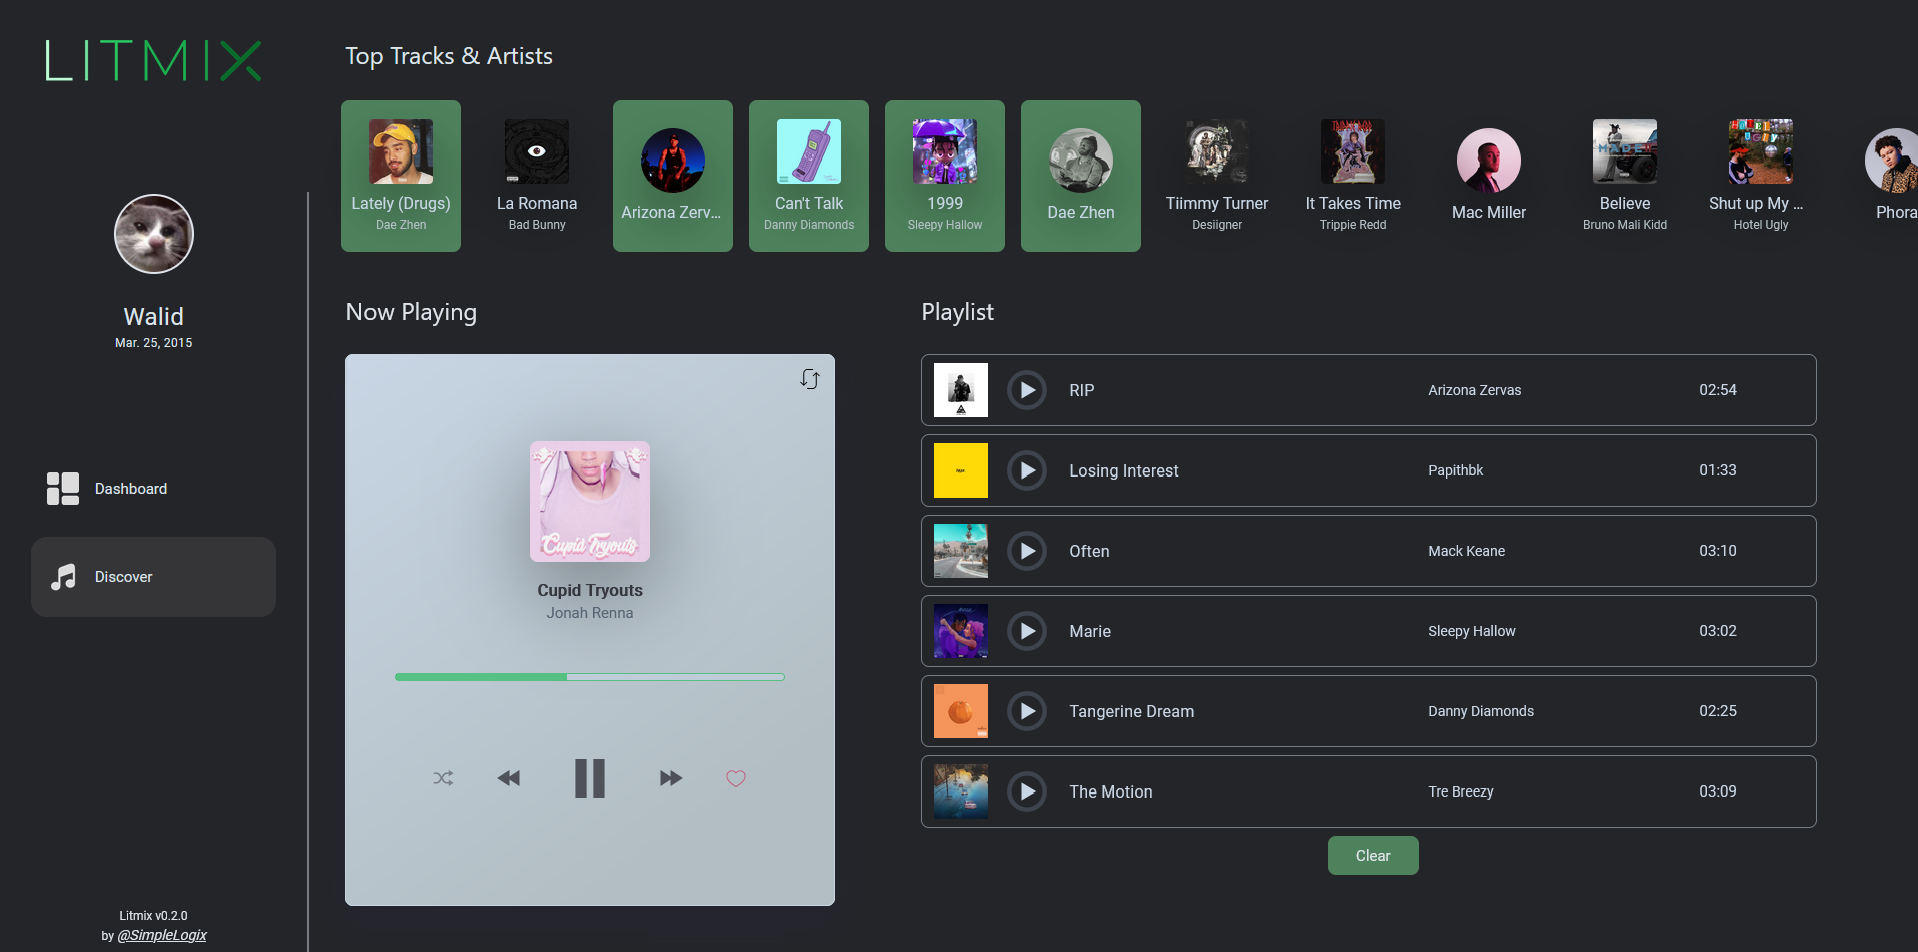 LITMIX
Walid
Mar. 25, 2015
Dashboard
Discover
Litmix v0.2.0
by @SimpleLogix
Top Tracks & Artists
Lately (Drugs)
Dae Zhen
La Romana
Bad Bunny
Arizona Zerv...
Can't Talk
Danny Diamonds
1999
Sleepy Hallow
Dae Zhen
Tiimmy Turner
Desiigner
It Takes Time
Trippie Redd
Mac Miller
Believe
Bruno Mali Kidd
Shut up My ...
Hotel Ugly
Phora
Now Playing
Cupid Tryouts
Cupid Tryouts
Jonah Renna
Playlist
RIP Arizona Zervas 02:54
Losing Interest Papithbk 01:33
Often Mack Keane 03:10
Marie Sleepy Hallow 03:02
Tangerine Dream Danny Diamonds 02:25
The Motion Tre Breezy 03:09
Clear